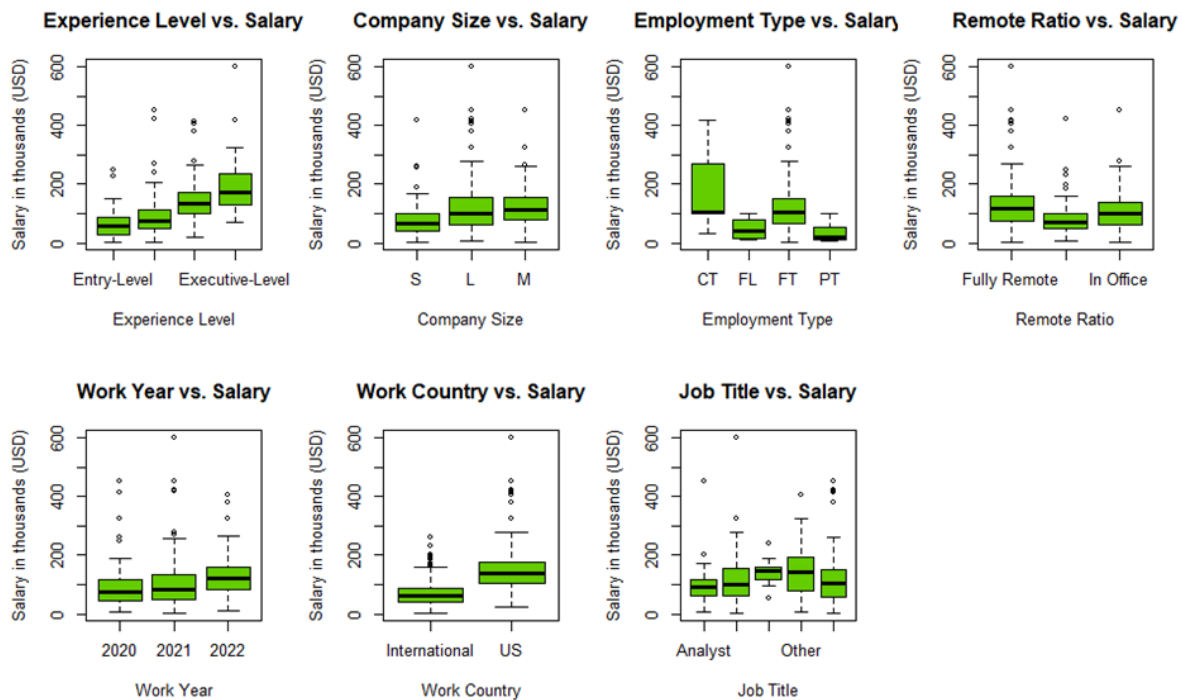 Experience Level vs. Salary
Salary in thousands (USD)
600
400
200
0
Entry-Level Executive-Level
Experience Level
Company Size vs. Salary
Salary in thousands (USD)
600
400
200
0
S L M
Company Size
Employment Type vs. Salary
Salary in thousands (USD)
600
400
200
0
CT FL FT PT
Employment Type
Remote Ratio vs. Salary
Salary in thousands (USD)
600
400
200
0
Fully Remote In Office
Remote Ratio
Work Year vs. Salary
Salary in thousands (USD)
600
400
200
0
2020 2021 2022
Work Year
Work Country vs. Salary
Salary in thousands (USD)
600
400
200
0
International US
Work Country
Job Title vs. Salary
Salary in thousands (USD)
600
400
200
0
Analyst Other
Job Title